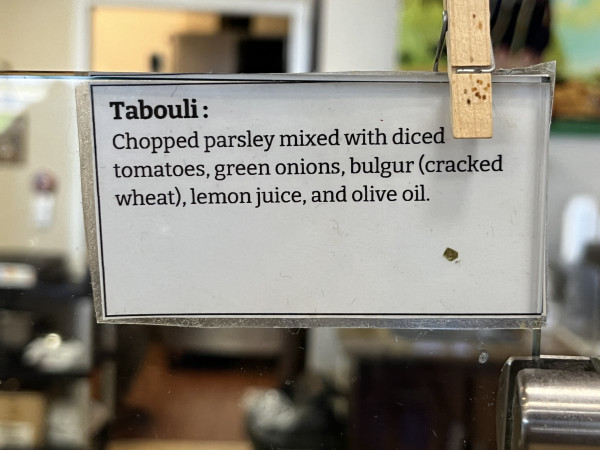 Tabouli:
Chopped parsley mixed with diced
tomatoes, green onions, bulgur (cracked
wheat), lemon juice, and olive oil.